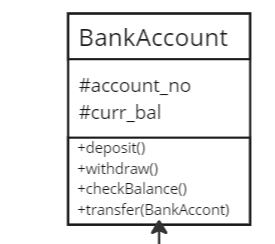 BankAccount
#account_no
#curr_bal
+deposit()
+withdraw()
+checkBalance()
+transfer(BankAccont)